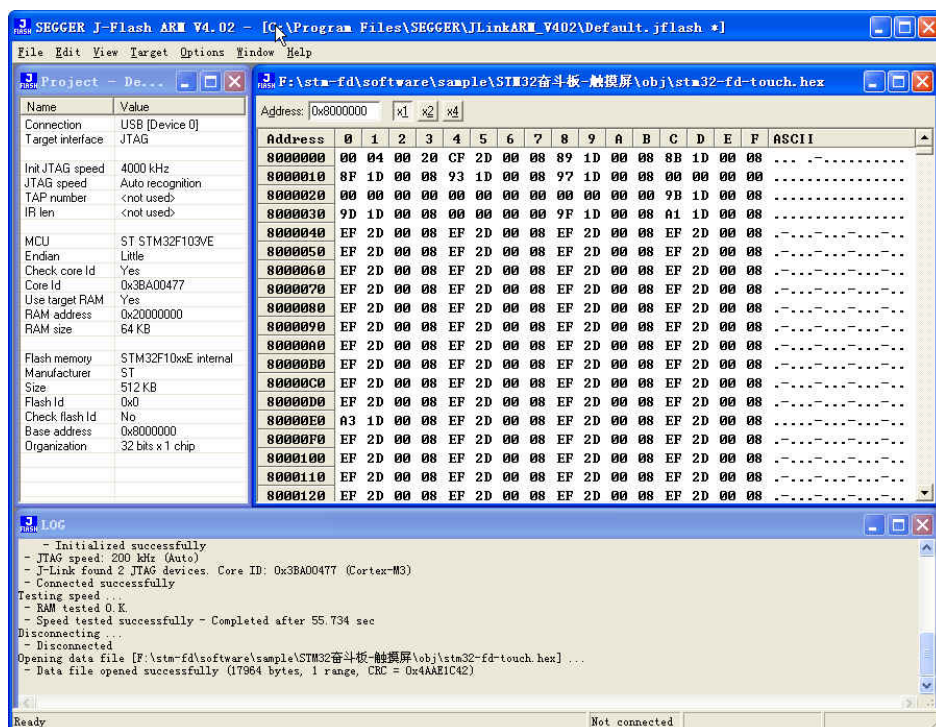 SEGGER J-Flash ARM V4.02 - [C:\Program Files\SEGGER\JLinkARM_V402\Default.jflash *]
File Edit View Target Options Window Help
Project - De...
Name Value
Connection USB [Device 0]
Target interface JTAG
Init JTAG speed 4000 kHz
JTAG speed Auto recognition
TAP number <not used>
IR len <not used>
MCU ST STM32F103VE
Endian Little
Check core Id Yes
Core Id 0x3BA00477
Use target RAM Yes
RAM address 0x20000000
RAM size 64 KB
Flash memory STM32F10xxE internal
Manufacturer ST
Size 512 KB
Flash Id 0x0
Check flash Id No
Base address 0x8000000
Organization 32 bits x 1 chip
F:\stm-fd\software\sample\STM32奋斗板-触摸屏\obj\stm32-fd-touch.hex
Address: 0x8000000 x1 x2 x4
Address 0 1 2 3 4 5 6 7 8 9 A B C D E F ASCII
8000000 00 04 00 20 CF 2D 00 08 89 1D 00 08 8B 1D 00 08 ... .-..........
8000010 8F 1D 00 08 93 1D 00 08 97 1D 00 08 00 00 00 00 ................
8000020 00 00 00 00 00 00 00 00 00 00 00 00 9B 1D 00 08 ................
8000030 9D 1D 00 08 00 00 00 00 9F 1D 00 08 A1 1D 00 08 ................
8000040 EF 2D 00 08 EF 2D 00 08 EF 2D 00 08 EF 2D 00 08 .-...-...-...-..
8000050 EF 2D 00 08 EF 2D 00 08 EF 2D 00 08 EF 2D 00 08 .-...-...-...-..
8000060 EF 2D 00 08 EF 2D 00 08 EF 2D 00 08 EF 2D 00 08 .-...-...-...-..
8000070 EF 2D 00 08 EF 2D 00 08 EF 2D 00 08 EF 2D 00 08 .-...-...-...-..
8000080 EF 2D 00 08 EF 2D 00 08 EF 2D 00 08 EF 2D 00 08 .-...-...-...-..
8000090 EF 2D 00 08 EF 2D 00 08 EF 2D 00 08 EF 2D 00 08 .-...-...-...-..
80000A0 EF 2D 00 08 EF 2D 00 08 EF 2D 00 08 EF 2D 00 08 .-...-...-...-..
80000B0 EF 2D 00 08 EF 2D 00 08 EF 2D 00 08 EF 2D 00 08 .-...-...-...-..
80000C0 EF 2D 00 08 EF 2D 00 08 EF 2D 00 08 EF 2D 00 08 .-...-...-...-..
80000D0 EF 2D 00 08 EF 2D 00 08 EF 2D 00 08 EF 2D 00 08 .-...-...-...-..
80000E0 A3 1D 00 08 EF 2D 00 08 EF 2D 00 08 EF 2D 00 08 .....-...-...-..
80000F0 EF 2D 00 08 EF 2D 00 08 EF 2D 00 08 EF 2D 00 08 .-...-...-...-..
8000100 EF 2D 00 08 EF 2D 00 08 EF 2D 00 08 EF 2D 00 08 .-...-...-...-..
8000110 EF 2D 00 08 EF 2D 00 08 EF 2D 00 08 EF 2D 00 08 .-...-...-...-..
8000120 EF 2D 00 08 EF 2D 00 08 EF 2D 00 08 EF 2D 00 08 .-...-...-...-..
LOG
- Initialized successfully
- JTAG speed: 200 kHz (Auto)
- J-Link found 2 JTAG devices. Core ID: 0x3BA00477 (Cortex-M3)
- Connected successfully
Testing speed ...
- RAM tested O.K.
- Speed tested successfully - Completed after 55.734 sec
Disconnecting ...
- Disconnected
Opening data file [F:\stm-fd\software\sample\STM32奋斗板-触摸屏\obj\stm32-fd-touch.hex] ...
- Data file opened successfully (17964 bytes, 1 range, CRC = 0x4AAE1C42)
Ready Not connected